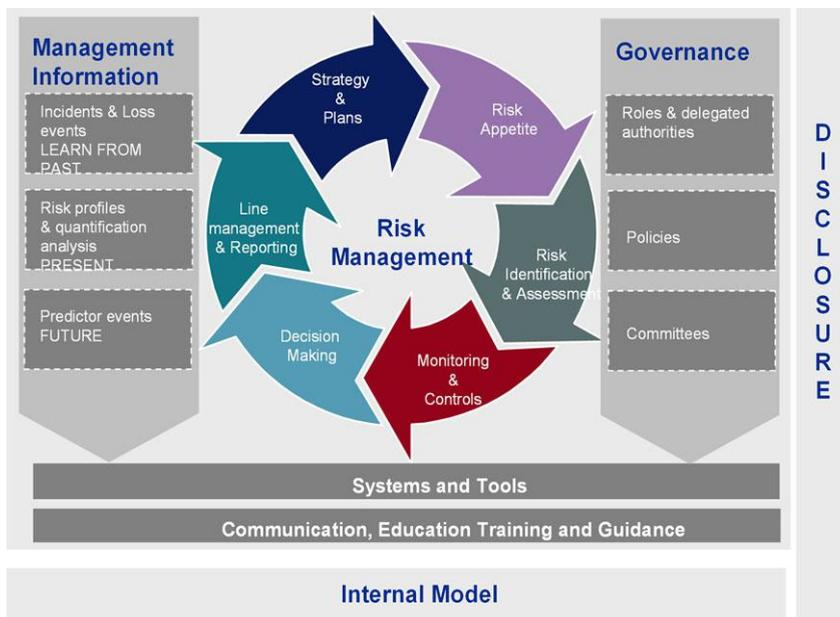 Management
Information
Incidents & Loss
events
LEARN FROM
PAST
Risk profiles
& quantification
analysis
PRESENT
Predictor events
FUTURE
Strategy
&
Plans
Risk
Appetite
Risk
Identification
& Assessment
Monitoring
&
Controls
Decision
Making
Line
management
& Reporting
Risk
Management
Governance
Roles & delegated
authorities
Policies
Committees
Systems and Tools
Communication, Education Training and Guidance
Internal Model
DISCLOSURE